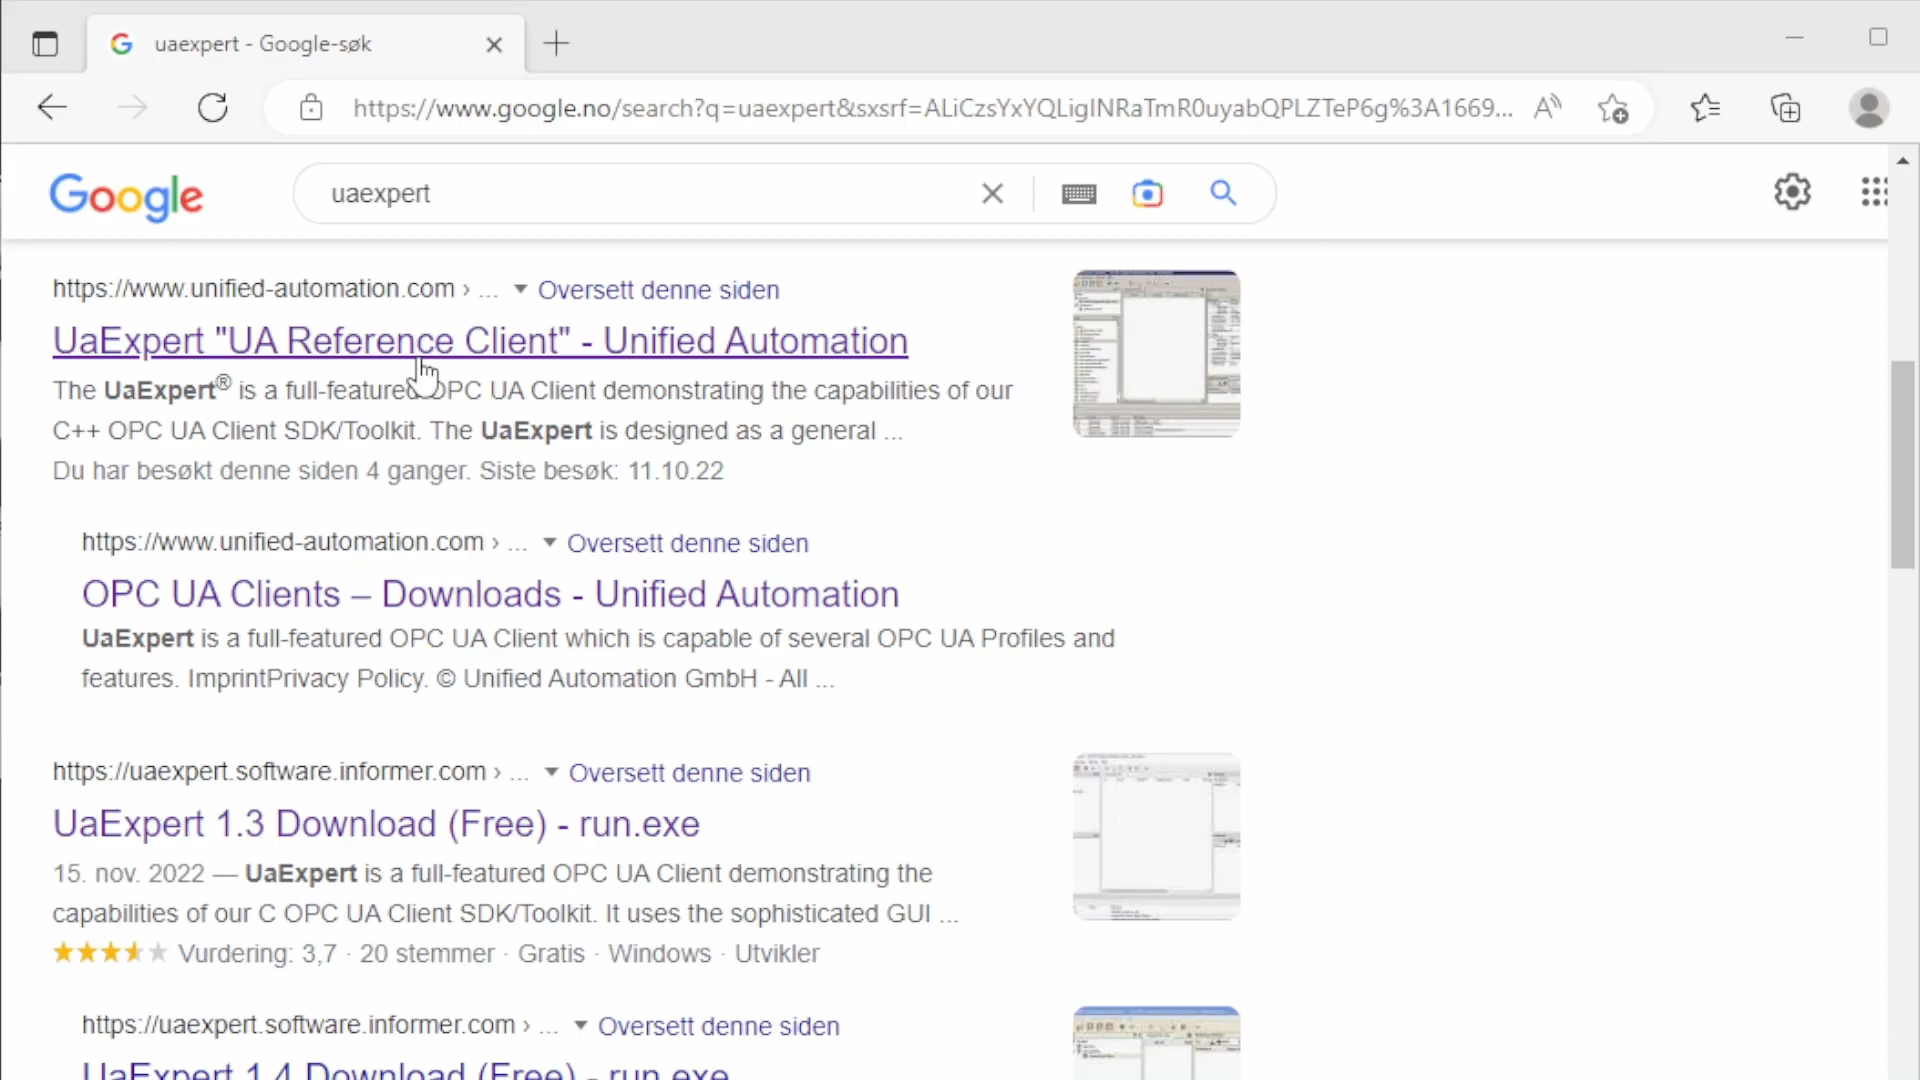 uaexpert - Google-søk
https://www.google.no/search?q=uaexpert&sxsrf=ALiCzsYxYQLigINRaTmR0uyabQPLZTeP6g%3A1669...
Google
uaexpert
https://www.unified-automation.com › ... Oversett denne siden
UaExpert "UA Reference Client" - Unified Automation
The UaExpert® is a full-featured OPC UA Client demonstrating the capabilities of our
C++ OPC UA Client SDK/Toolkit. The UaExpert is designed as a general ...
Du har besøkt denne siden 4 ganger. Siste besøk: 11.10.22
https://www.unified-automation.com › ... Oversett denne siden
OPC UA Clients – Downloads - Unified Automation
UaExpert is a full-featured OPC UA Client which is capable of several OPC UA Profiles and
features. ImprintPrivacy Policy. © Unified Automation GmbH - All ...
https://uaexpert.software.informer.com › ... Oversett denne siden
UaExpert 1.3 Download (Free) - run.exe
15. nov. 2022 — UaExpert is a full-featured OPC UA Client demonstrating the
capabilities of our C OPC UA Client SDK/Toolkit. It uses the sophisticated GUI ...
Vurdering: 3,7 · 20 stemmer · Gratis · Windows · Utvikler
https://uaexpert.software.informer.com › ... Oversett denne siden
UaExpert 1.4 Download (Free) - run.exe